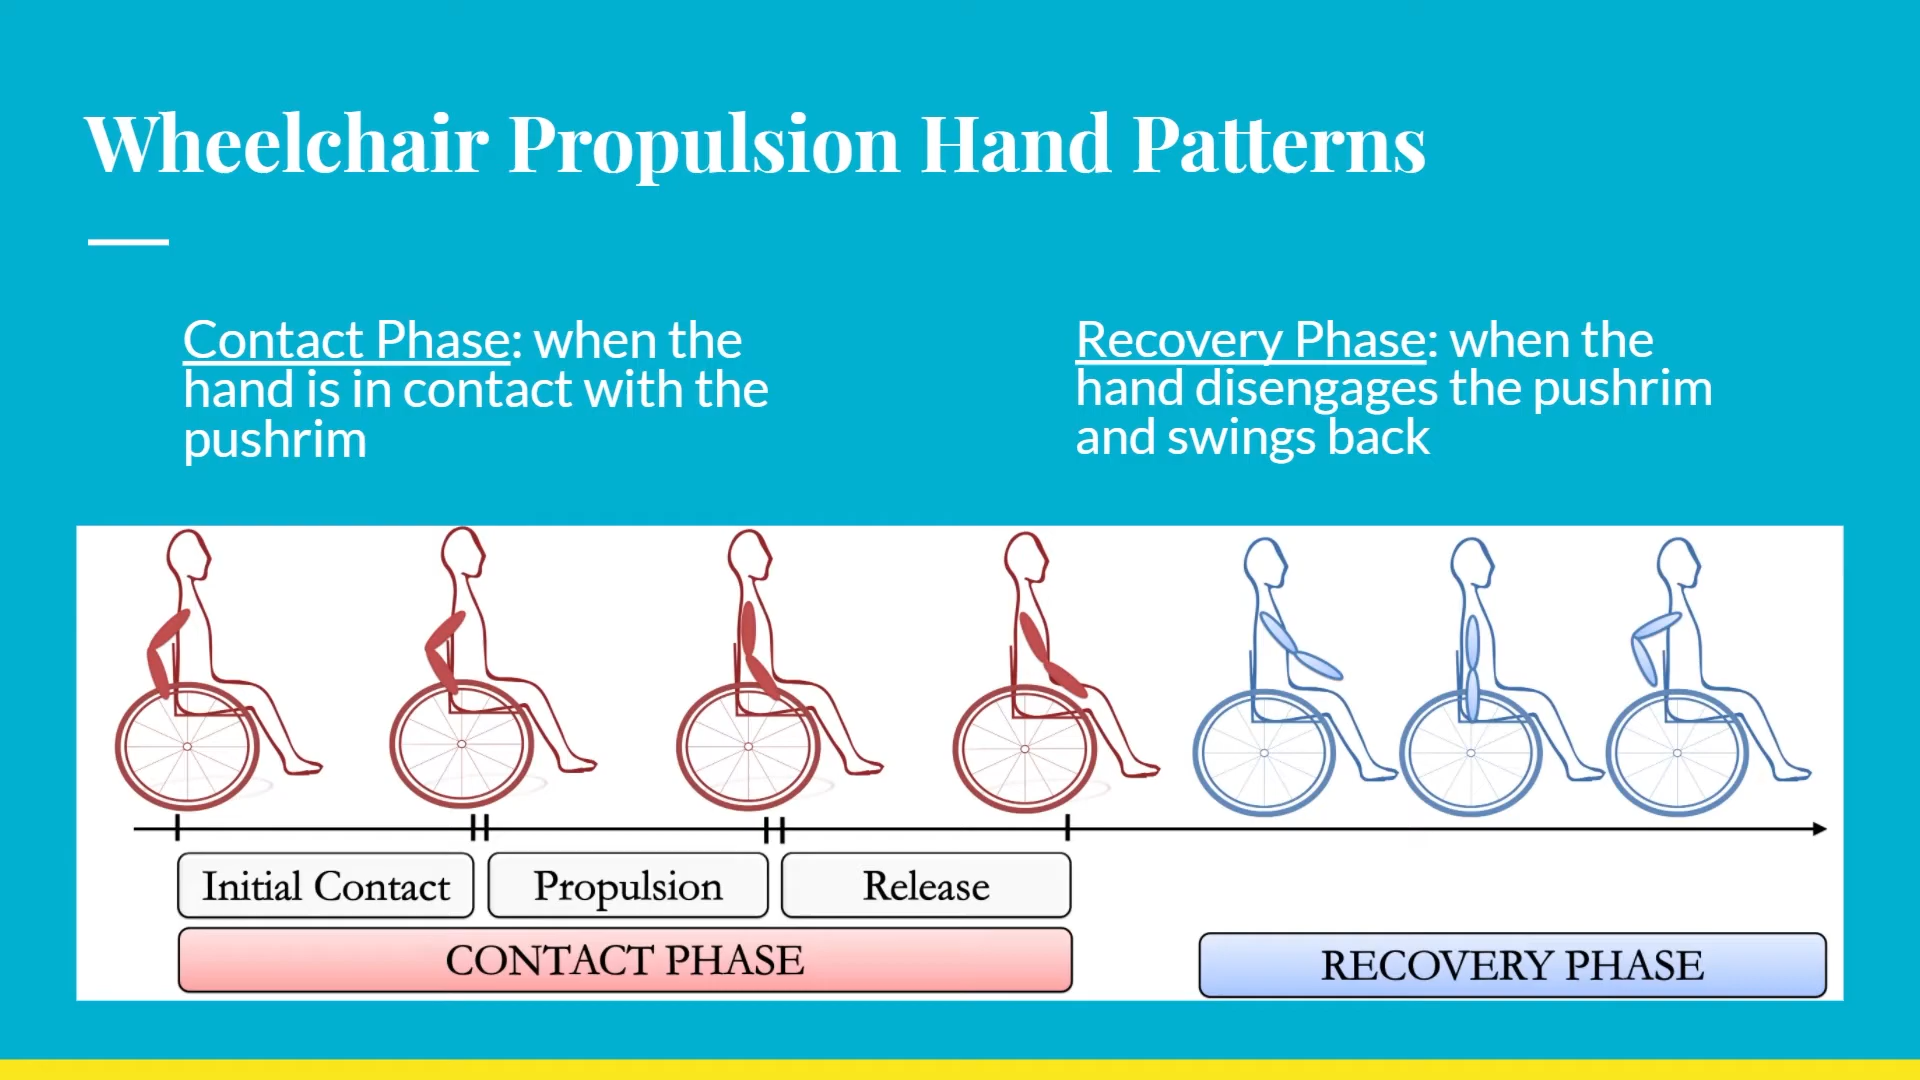 Wheelchair Propulsion Hand Patterns
Contact Phase: when the
hand is in contact with the
pushrim
Recovery Phase: when the
hand disengages the pushrim
and swings back
Initial Contact
Propulsion
Release
CONTACT PHASE
RECOVERY PHASE